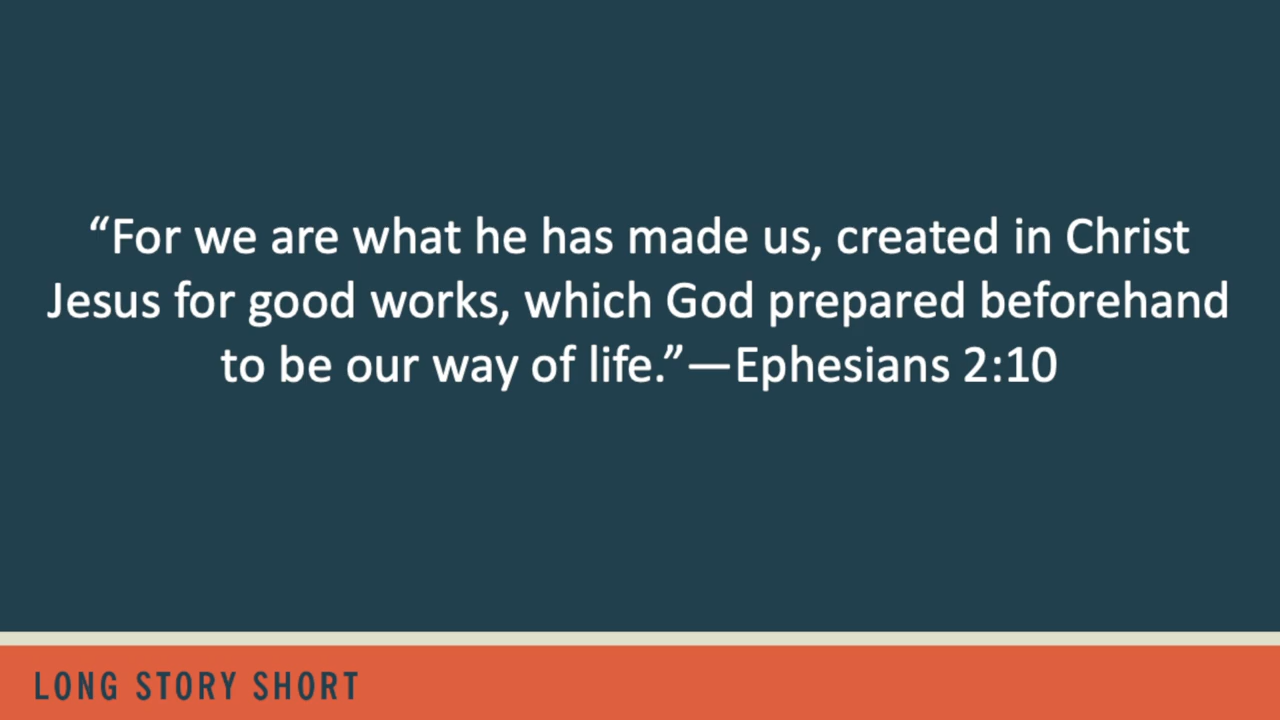 “For we are what he has made us, created in Christ
Jesus for good works, which God prepared beforehand
to be our way of life.”—Ephesians 2:10
LONG STORY SHORT